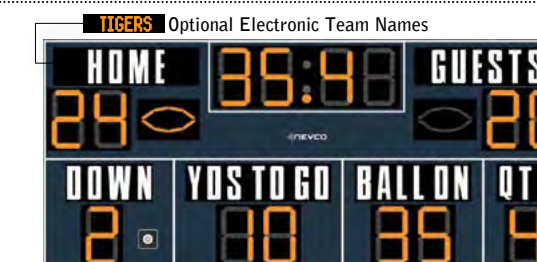 TIGERS Optional Electronic Team Names
HOME 35.4 GUESTS
24
NEVCO
DOWN YDS TO GO BALL ON QT
2 10 35